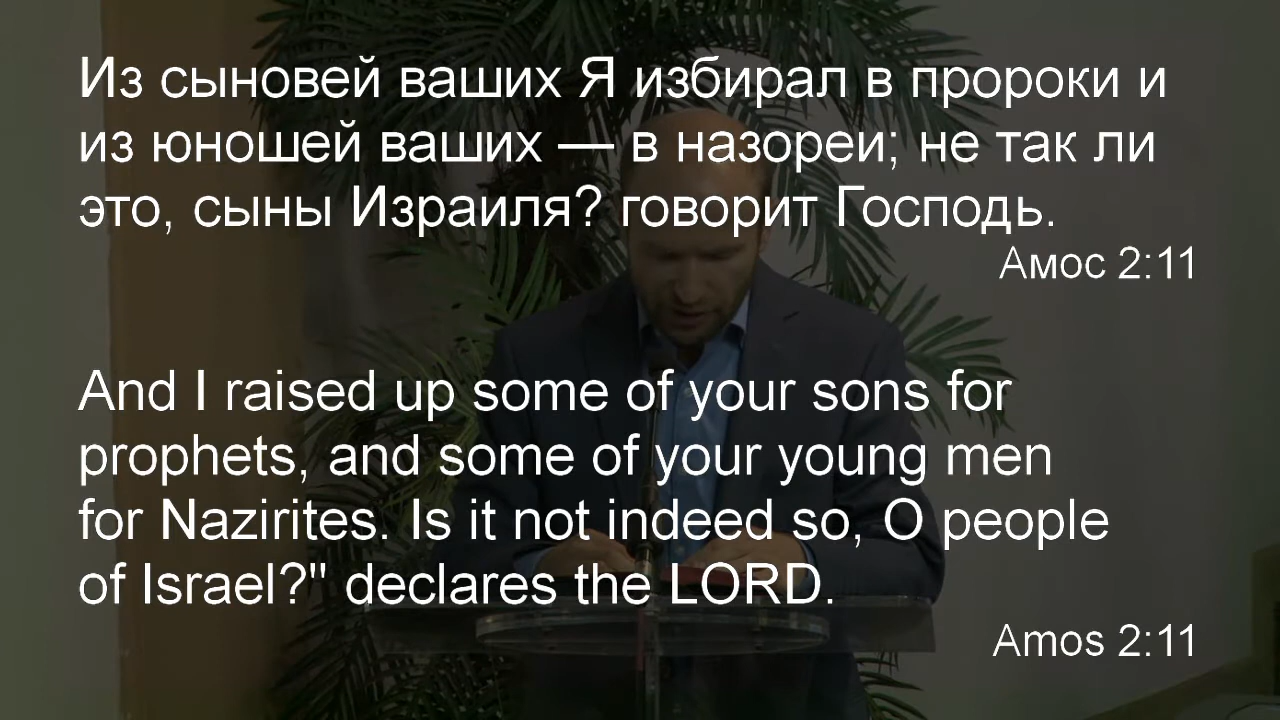 Из сыновей ваших Я избирал в пророки и
из юношей ваших — в назореи; не так ли
это, сыны Израиля? говорит Господь.
Амос 2:11
And I raised up some of your sons for
prophets, and some of your young men
for Nazirites. Is it not indeed so, O people
of Israel?" declares the LORD.
Amos 2:11